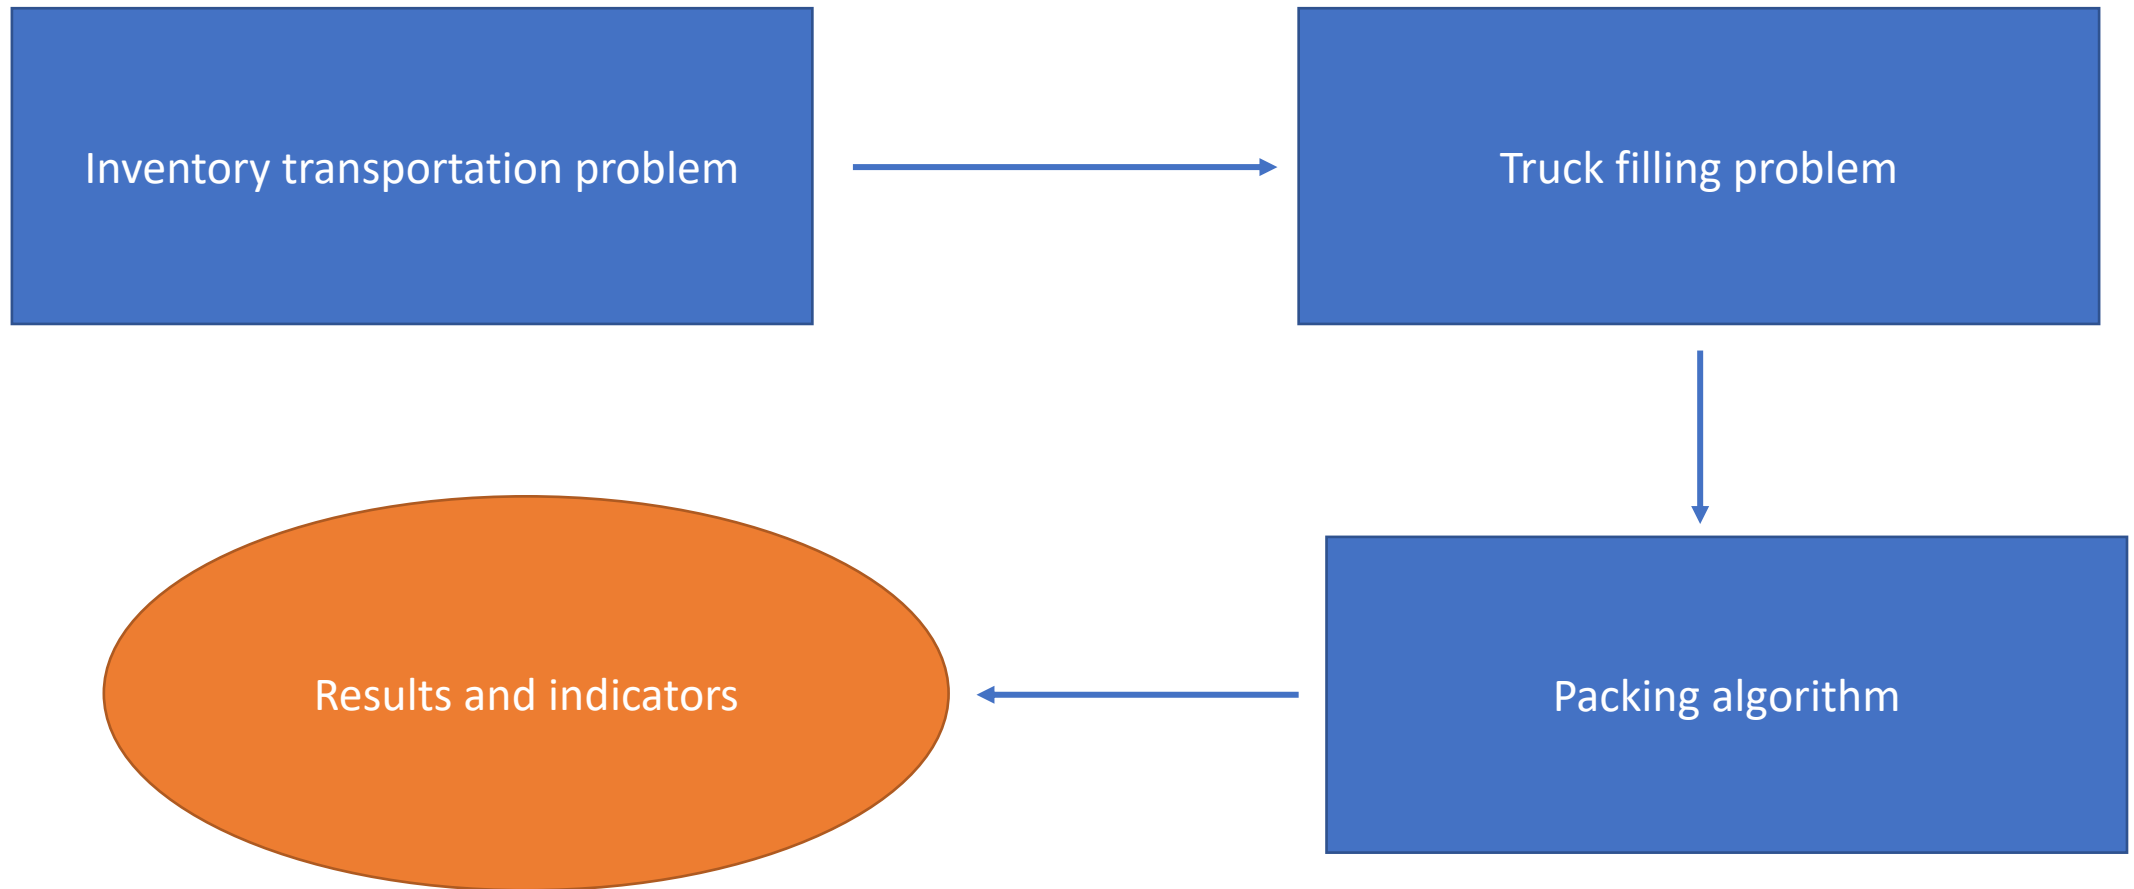 Inventory transportation problem
Truck filling problem
Packing algorithm
Results and indicators